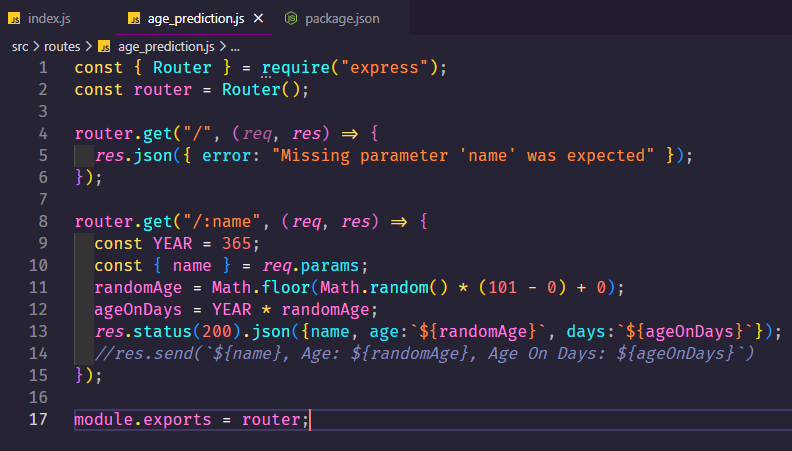 JS index.js JS age_prediction.js × JS package.json
src > routes > JS age_prediction.js > ...
1 const { Router } = require("express");
2 const router = Router();
3
4 router.get("/", (req, res) => {
5 res.json({ error: "Missing parameter 'name' was expected" });
6 });
7
8 router.get("/:name", (req, res) => {
9 const YEAR = 365;
10 const { name } = req.params;
11 randomAge = Math.floor(Math.random() * (101 - 0) + 0);
12 ageOnDays = YEAR * randomAge;
13 res.status(200).json({name, age:`${randomAge}`, days:`${ageOnDays}`});
14 //res.send(`${name}, Age: ${randomAge}, Age On Days: ${ageOnDays}`)
15 });
16
17 module.exports = router;